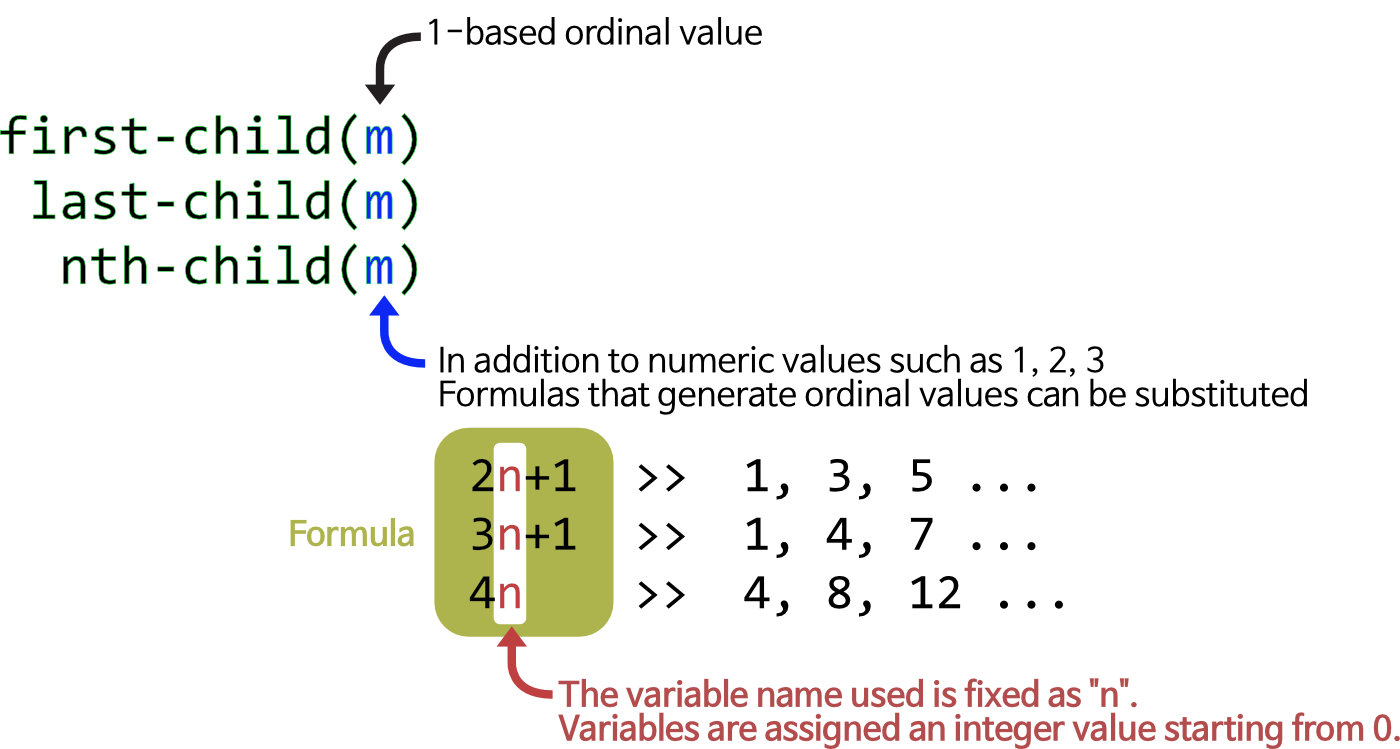 1-based ordinal value
first-child(m)
last-child(m)
nth-child(m)
In addition to numeric values such as 1, 2, 3
Formulas that generate ordinal values can be substituted
Formula
2n+1 >> 1, 3, 5 ...
3n+1 >> 1, 4, 7 ...
4n >> 4, 8, 12 ...
The variable name used is fixed as "n".
Variables are assigned an integer value starting from 0.